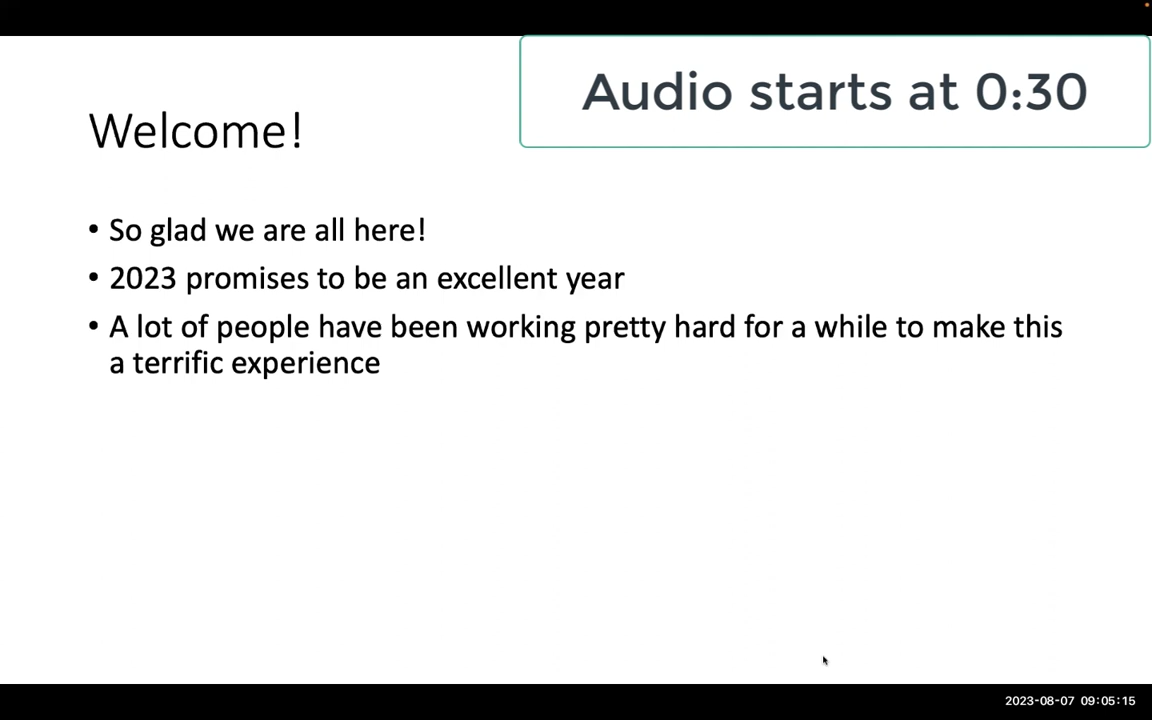 Audio starts at 0:30
Welcome!
• So glad we are all here!
• 2023 promises to be an excellent year
• A lot of people have been working pretty hard for a while to make this
a terrific experience
2023-08-07 09:05:15